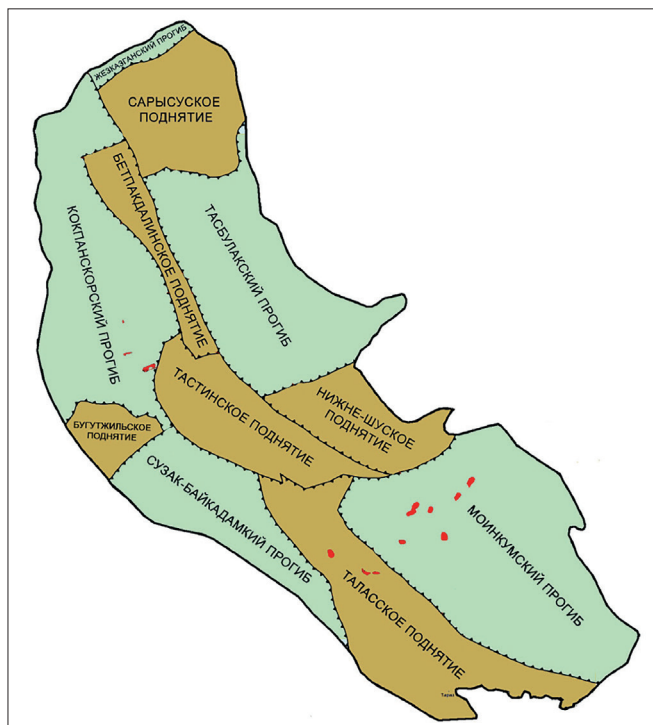 ЖЕЗКАЗГАНСКИЙ ПРОГИБ
САРЫСУСКОЕ
ПОДНЯТИЕ
БЕТПАКДАЛИНСКОЕ ПОДНЯТИЕ
КОКПАНСКОРСКИЙ ПРОГИБ
ТАСБУЛАКСКИЙ ПРОГИБ
ТАСТИНСКОЕ ПОДНЯТИЕ
НИЖНЕ-ШУСКОЕ
ПОДНЯТИЕ
БУГУТЖИЛЬСКОЕ
ПОДНЯТИЕ
СУЗАК-БАЙКАДАМКИЙ ПРОГИБ
МОИНКУМСКИЙ ПРОГИБ
ТАЛАССКОЕ ПОДНЯТИЕ